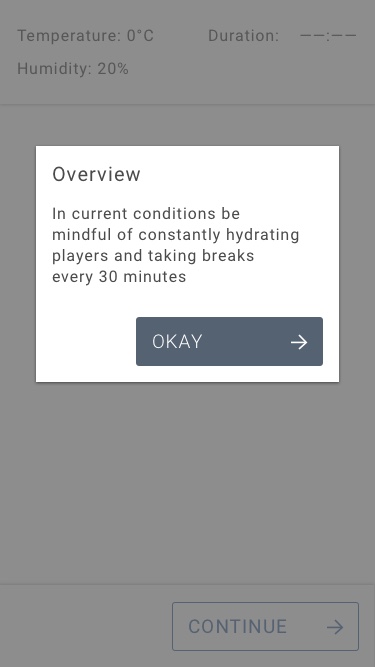 Temperature: 0°C Duration: ——:——
Humidity: 20%
Overview
In current conditions be
mindful of constantly hydrating
players and taking breaks
every 30 minutes
OKAY →
CONTINUE →